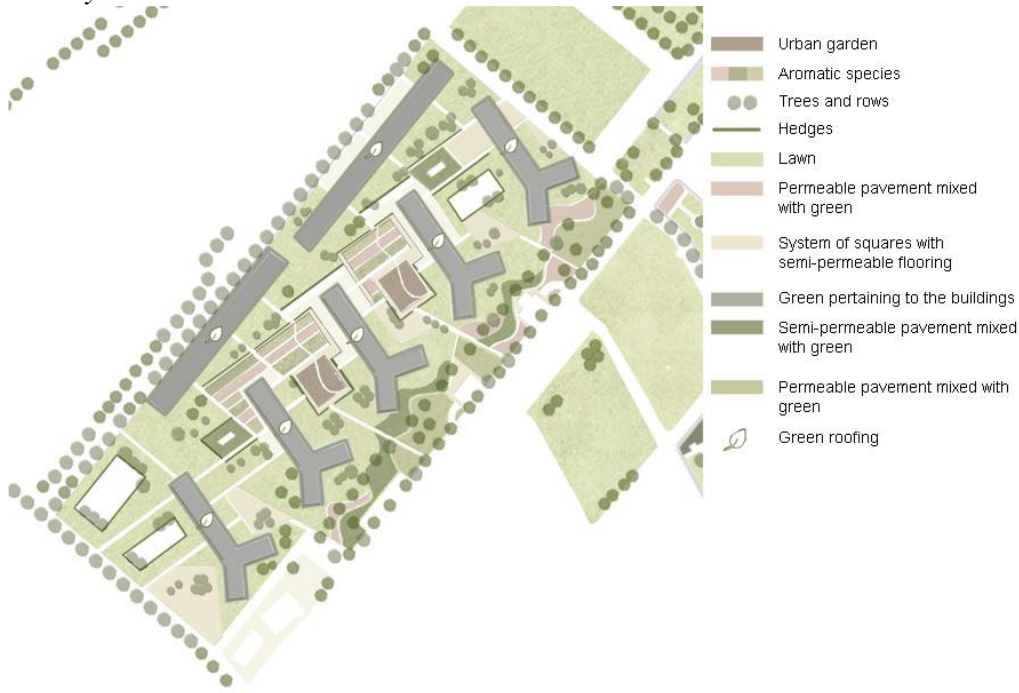 Urban garden
Aromatic species
Trees and rows
Hedges
Lawn
Permeable pavement mixed
with green
System of squares with
semi-permeable flooring
Green pertaining to the buildings
Semi-permeable pavement mixed
with green
Permeable pavement mixed with
green
Green roofing